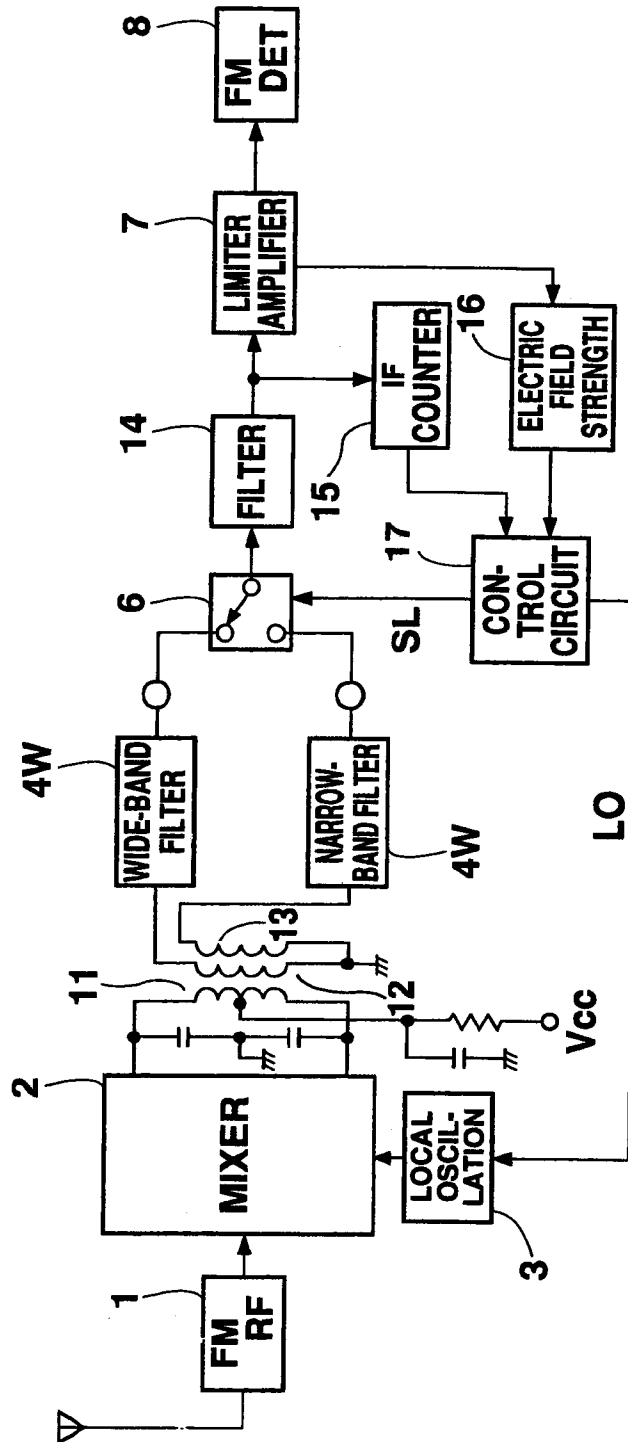 1
FM
RF
2
MIXER
LOCAL
OSCIL-
LATION
3
11
12
13
Vcc
4W
WIDE-BAND
FILTER
NARROW-
BAND FILTER
4W
6
SL
LO
14
FILTER
15
IF
COUNTER
17
CON-
TROL
CIRCUIT
7
LIMITER
AMPLIFIER
16
ELECTRIC
FIELD
STRENGTH
8
FM
DET